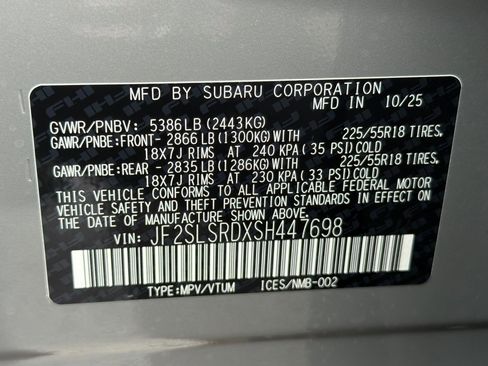 MFD BY SUBARU CORPORATION
MFD IN 10/25
GVWR/PNBV: 5386LB(2443KG)
GAWR/PNBE:FRONT- 2866LB(1300KG)WITH 225/55R18 TIRES,
18X7J RIMS AT 240 KPA(35 PSI)COLD
GAWR/PNBE:REAR - 2835LB(1286KG)WITH 225/55R18 TIRES,
18X7J RIMS AT 230 KPA(33 PSI)COLD
THIS VEHICLE CONFORMS TO ALL APPLICABLE FEDERAL MOTOR
VEHICLE SAFETY AND THEFT PREVENTION STANDARDS IN EFFECT
ON THE DATE OF MANUFACTURE SHOWN ABOVE.
VIN: JF2SLSRDXSH447698
TYPE:MPV/VTUM ICES/NMB-002